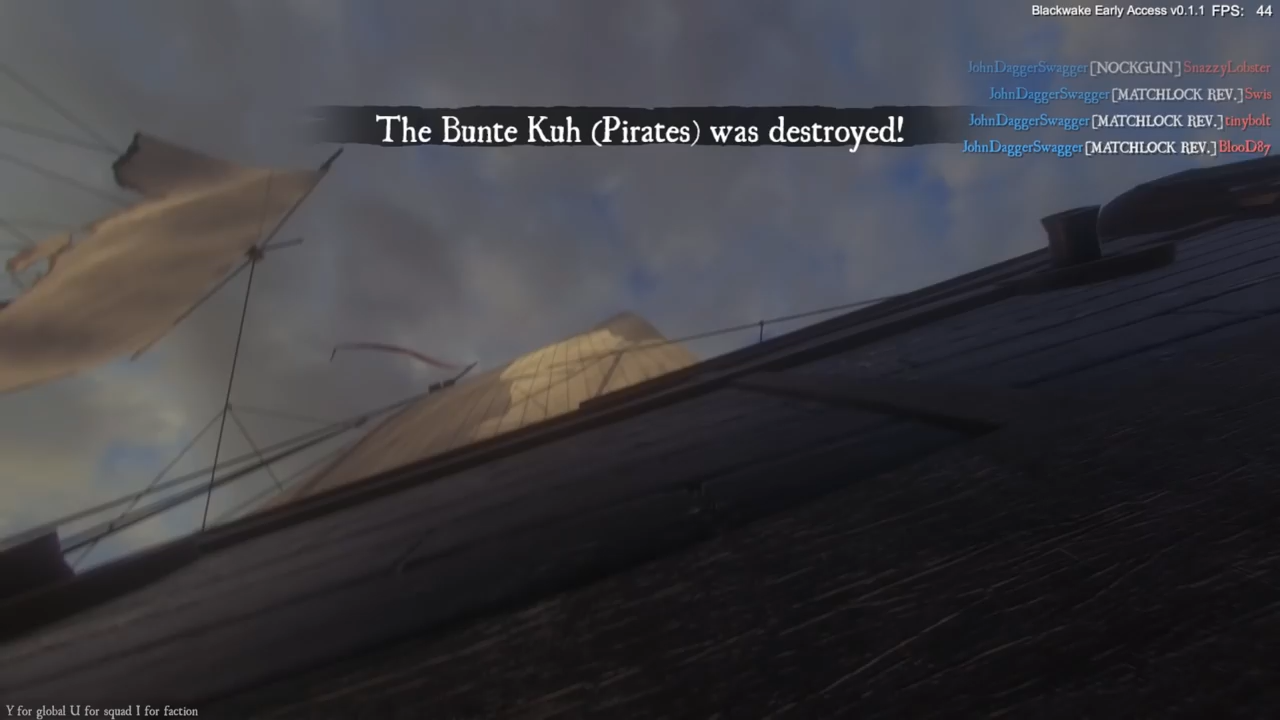 Blackwake Early Access v0.1.1 FPS: 44
JohnDaggerSwagger [NOCKGUN] SnazzyLobster
JohnDaggerSwagger [MATCHLOCK REV.] Swis
The Bunte Kuh (Pirates) was destroyed!
JohnDaggerSwagger [MATCHLOCK REV.] tinybolt
JohnDaggerSwagger [MATCHLOCK REV.] BlooD87
Y for global U for squad I for faction